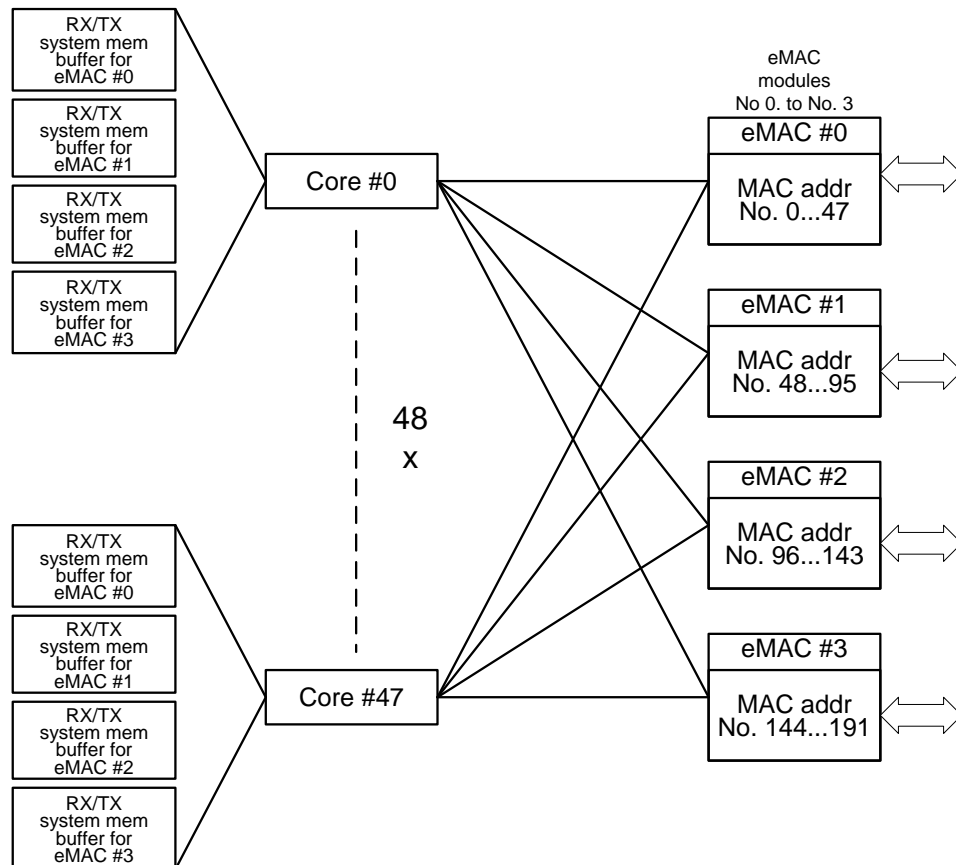 RX/TX
system mem
buffer for
eMAC #0
RX/TX
system mem
buffer for
eMAC #1
RX/TX
system mem
buffer for
eMAC #2
RX/TX
system mem
buffer for
eMAC #3
Core #0
48
x
eMAC
modules
No 0. to No. 3
eMAC #0
MAC addr
No. 0...47
eMAC #1
MAC addr
No. 48...95
eMAC #2
MAC addr
No. 96...143
eMAC #3
MAC addr
No. 144...191
RX/TX
system mem
buffer for
eMAC #0
RX/TX
system mem
buffer for
eMAC #1
RX/TX
system mem
buffer for
eMAC #2
RX/TX
system mem
buffer for
eMAC #3
Core #47